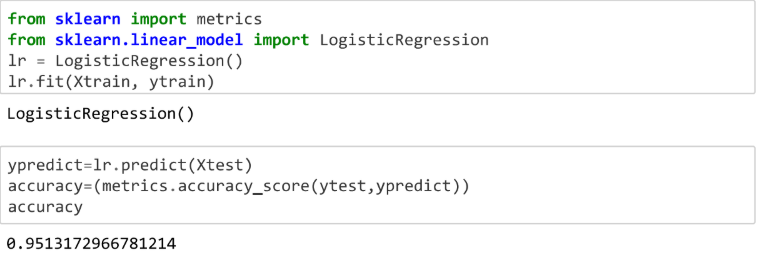 from sklearn import metrics
from sklearn.linear_model import LogisticRegression
lr = LogisticRegression()
lr.fit(Xtrain, ytrain)
LogisticRegression()
ypredict=lr.predict(Xtest)
accuracy=(metrics.accuracy_score(ytest,ypredict))
accuracy
0.9513172966781214